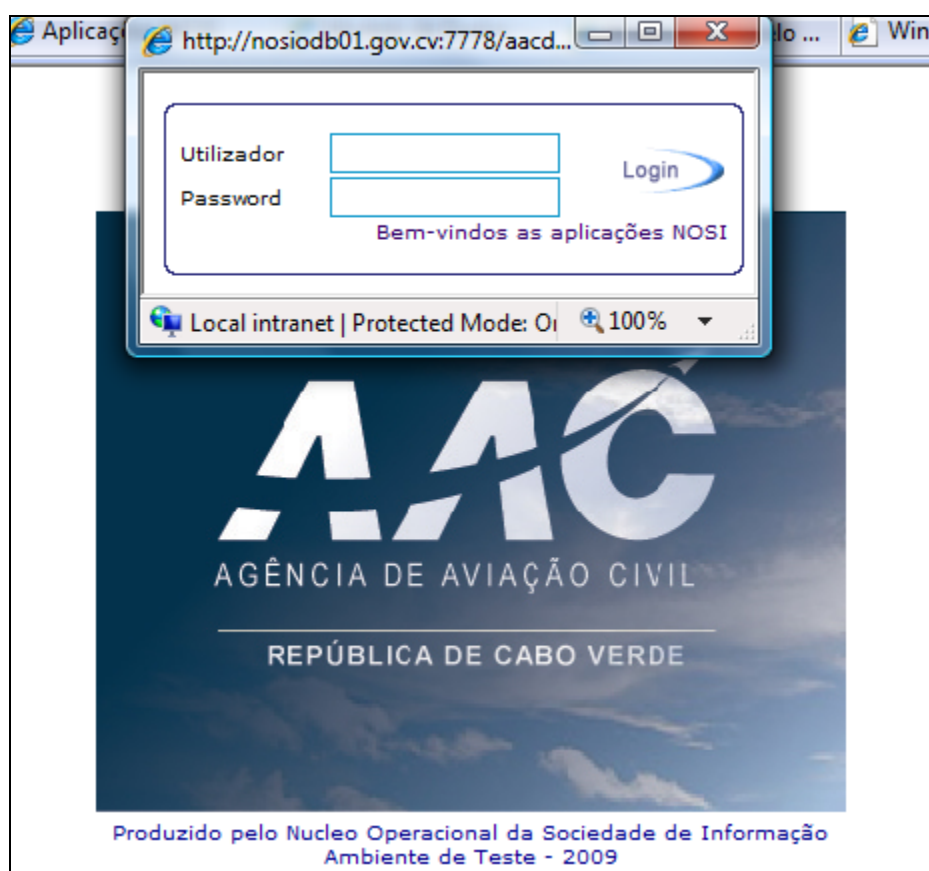 Aplicaç
http://nosiodb01.gov.cv:7778/aacd...
lo ...
Win
Utilizador
Login
Password
Bem-vindos as aplicações NOSI
Local intranet | Protected Mode: O
100%
AAC
AGÊNCIA DE AVIAÇÃO CIVIL
REPÚBLICA DE CABO VERDE
Produzido pelo Nucleo Operacional da Sociedade de Informação
Ambiente de Teste - 2009